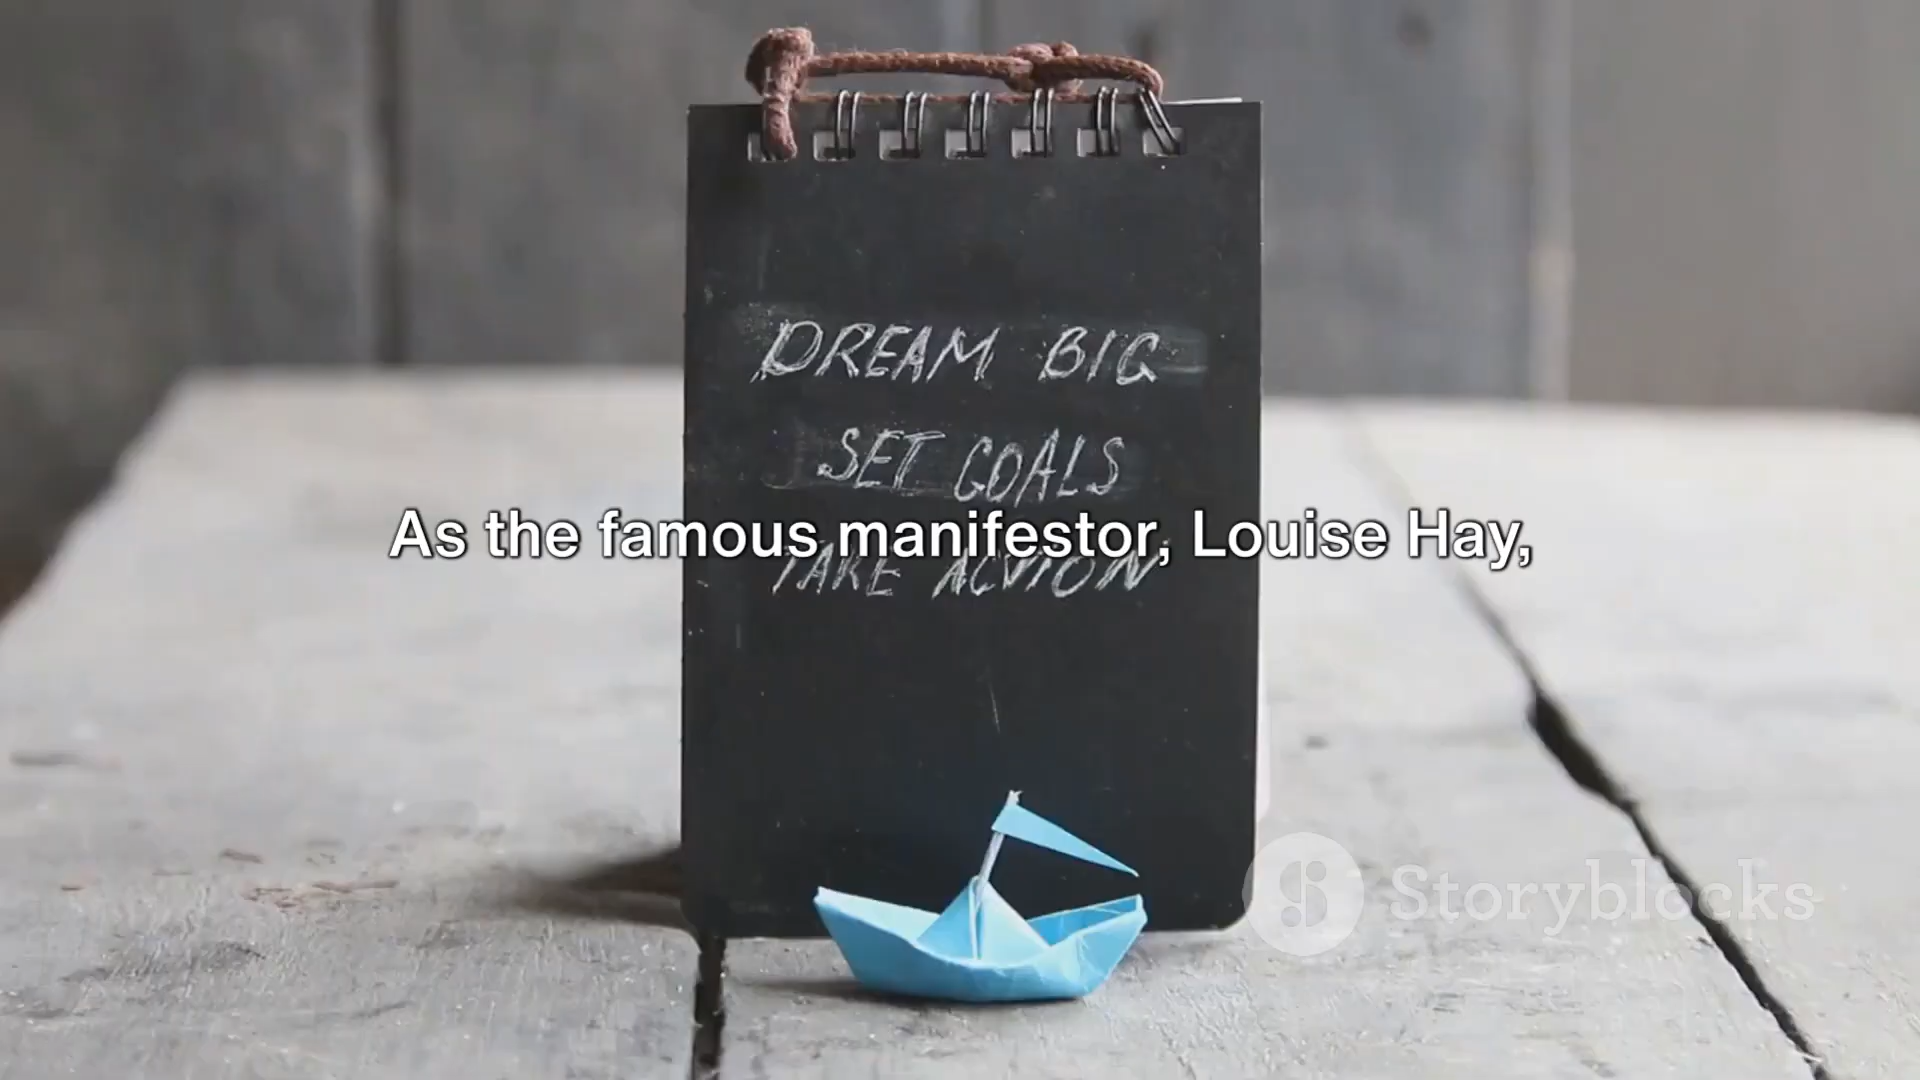 DREAM BIG
SET GOALS
As the famous manifestor, Louise Hay,
TAKE ACTION
Storyblocks